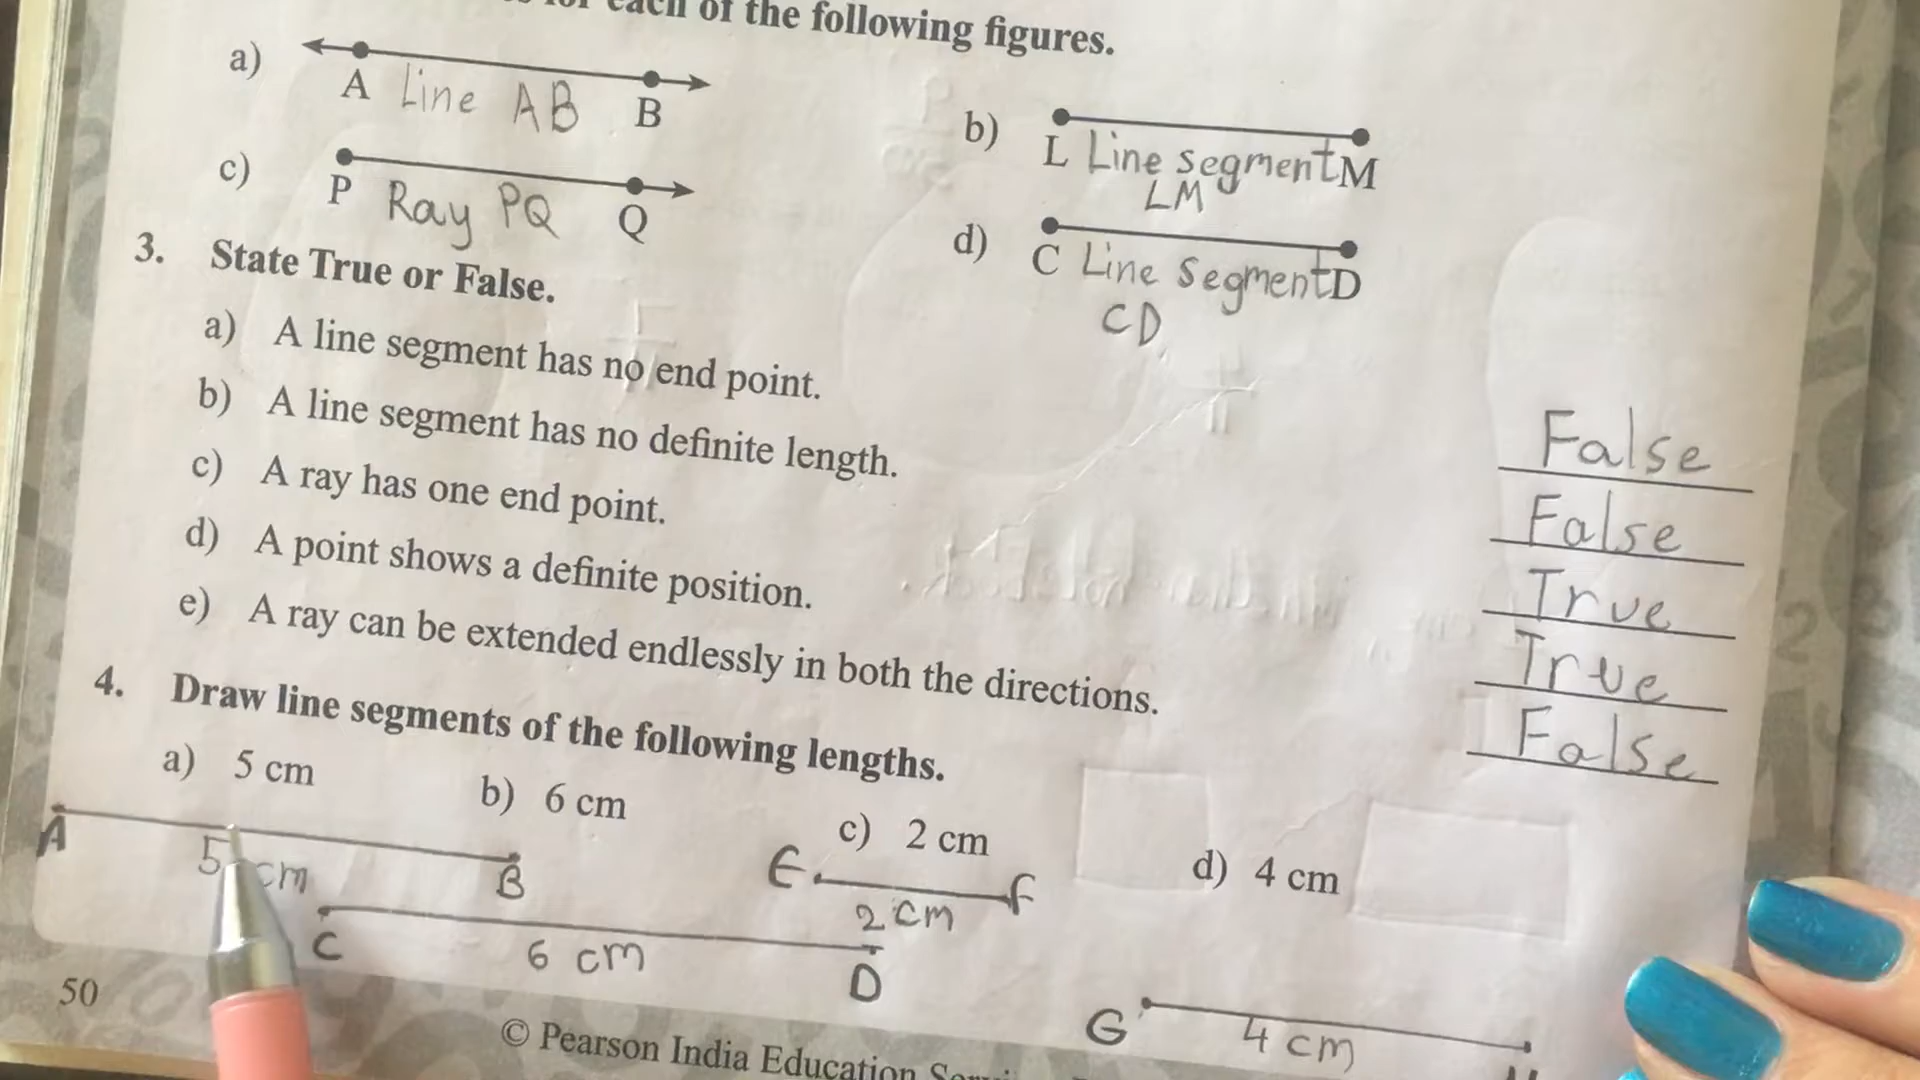 for each of the following figures.
a) A Line AB B
b) L Line segment M
LM
c) P Ray PQ Q
d) C Line Segment D
CD
3. State True or False.
a) A line segment has no end point. False
b) A line segment has no definite length. False
c) A ray has one end point. True
d) A point shows a definite position. True
e) A ray can be extended endlessly in both the directions. False
4. Draw line segments of the following lengths.
a) 5 cm b) 6 cm c) 2 cm d) 4 cm
A 5 cm B
E 2 cm F
C 6 cm D
G 4 cm
50
© Pearson India Education